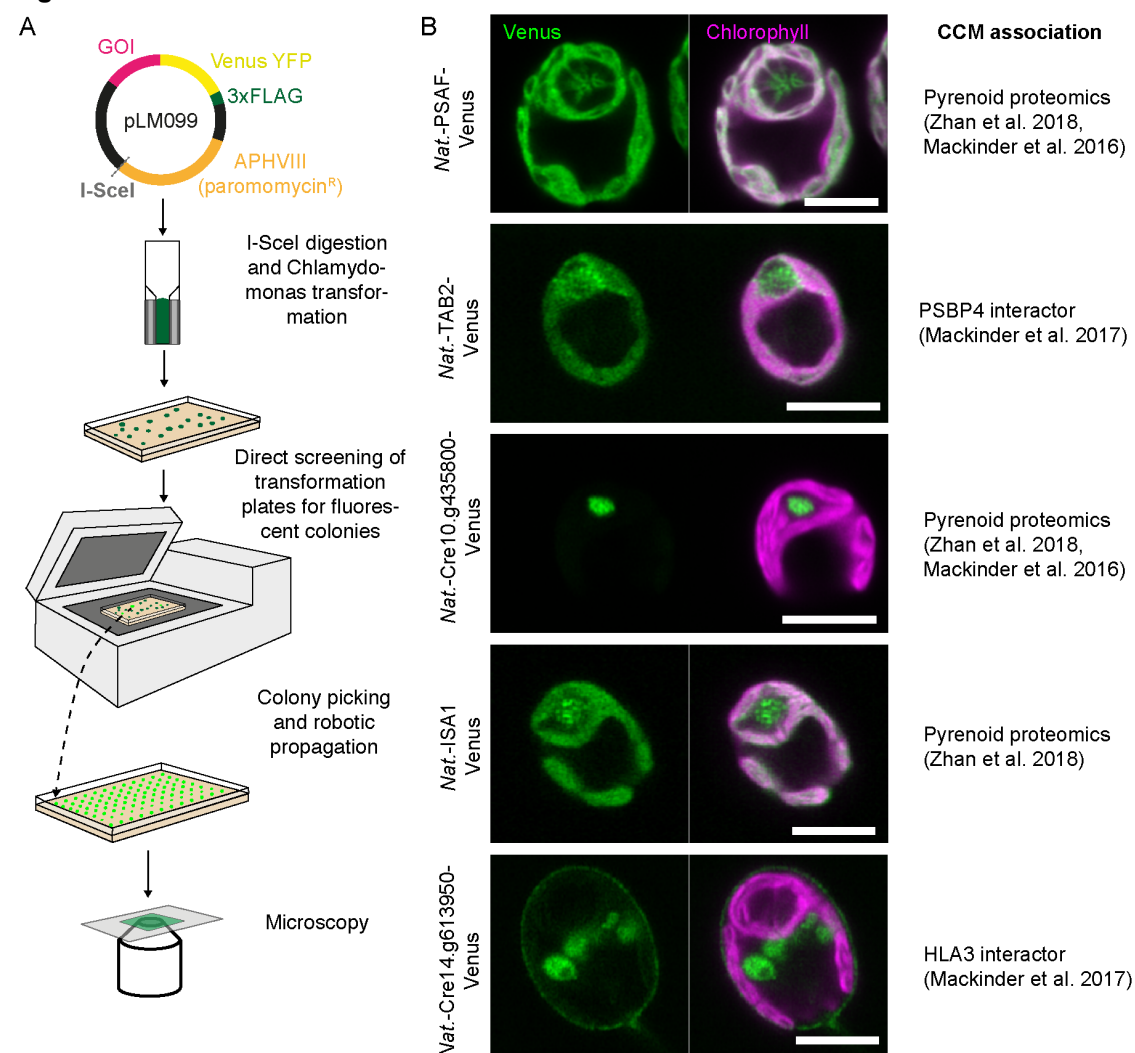 A
GOI
Venus YFP
3xFLAG
pLM099
APHVIII
(paromomycinᴿ)
I-SceI
I-SceI digestion
and Chlamydo-
monas transfor-
mation
Direct screening of
transformation
plates for fluores-
cent colonies
Colony picking
and robotic
propagation
Microscopy
B
Venus
Chlorophyll
CCM association
Nat.-PSAF-
Venus
Pyrenoid proteomics
(Zhan et al. 2018,
Mackinder et al. 2016)
Nat.-TAB2-
Venus
PSBP4 interactor
(Mackinder et al. 2017)
Nat.-Cre10.g435800-
Venus
Pyrenoid proteomics
(Zhan et al. 2018,
Mackinder et al. 2016)
Nat.-ISA1
Venus
Pyrenoid proteomics
(Zhan et al. 2018)
Nat.-Cre14.g613950-
Venus
HLA3 interactor
(Mackinder et al. 2017)